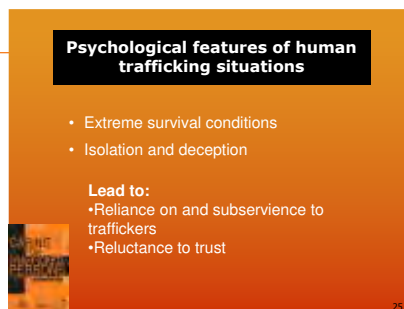 Psychological features of human
trafficking situations
• Extreme survival conditions
• Isolation and deception
Lead to:
•Reliance on and subservience to
traffickers
•Reluctance to trust
25